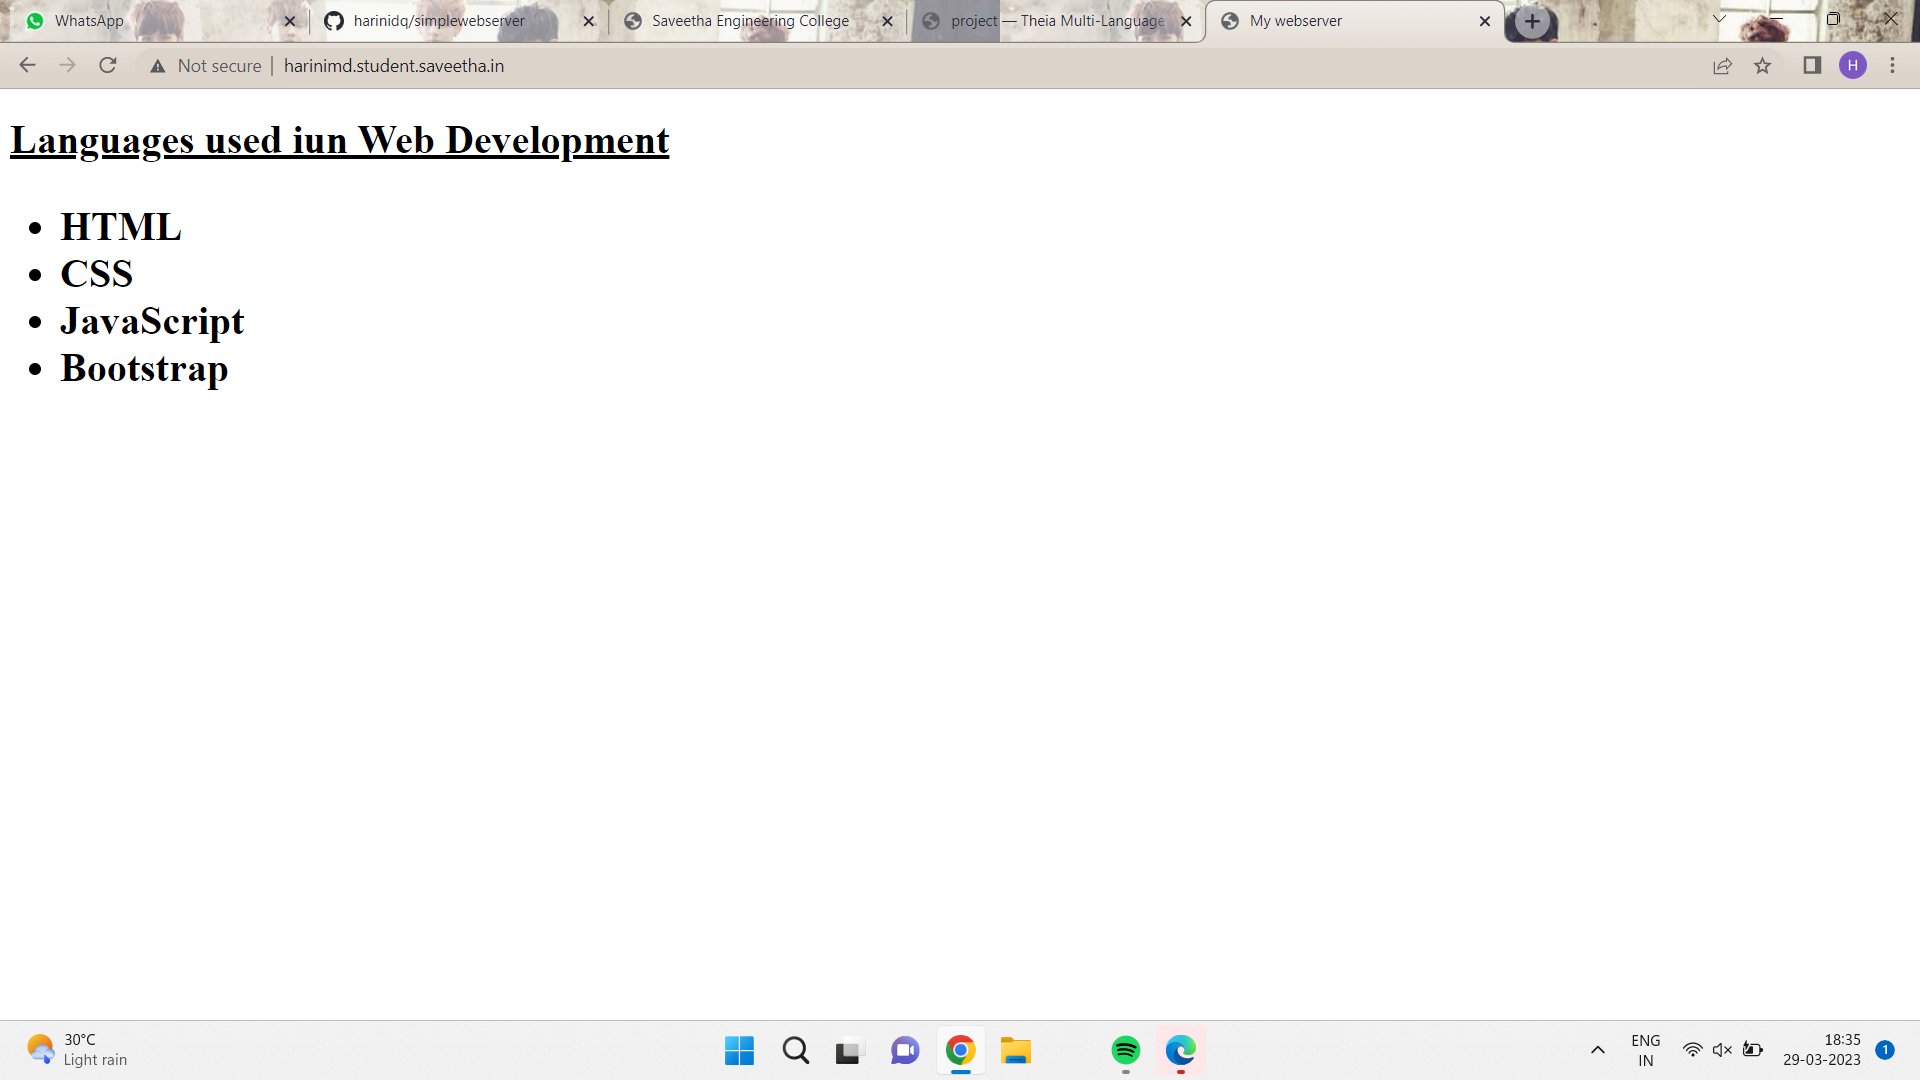 WhatsApp
harinidq/simplewebserver
Saveetha Engineering College
project — Theia Multi-Language
My webserver
Not secure | harinimd.student.saveetha.in
H
Languages used iun Web Development
• HTML
• CSS
• JavaScript
• Bootstrap
30°C
Light rain
ENG
IN
18:35
29-03-2023
1